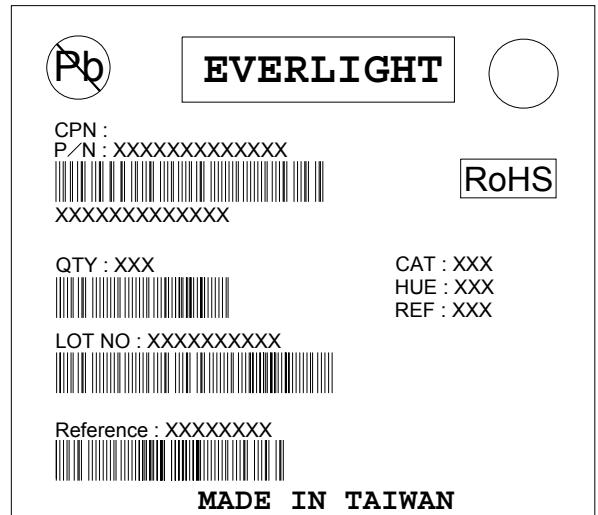 Pb
EVERLIGHT
CPN :
P／N : XXXXXXXXXXXXX
RoHS
XXXXXXXXXXXXX
QTY : XXX
CAT : XXX
HUE : XXX
REF : XXX
LOT NO : XXXXXXXXXX
Reference : XXXXXXXX
MADE IN TAIWAN